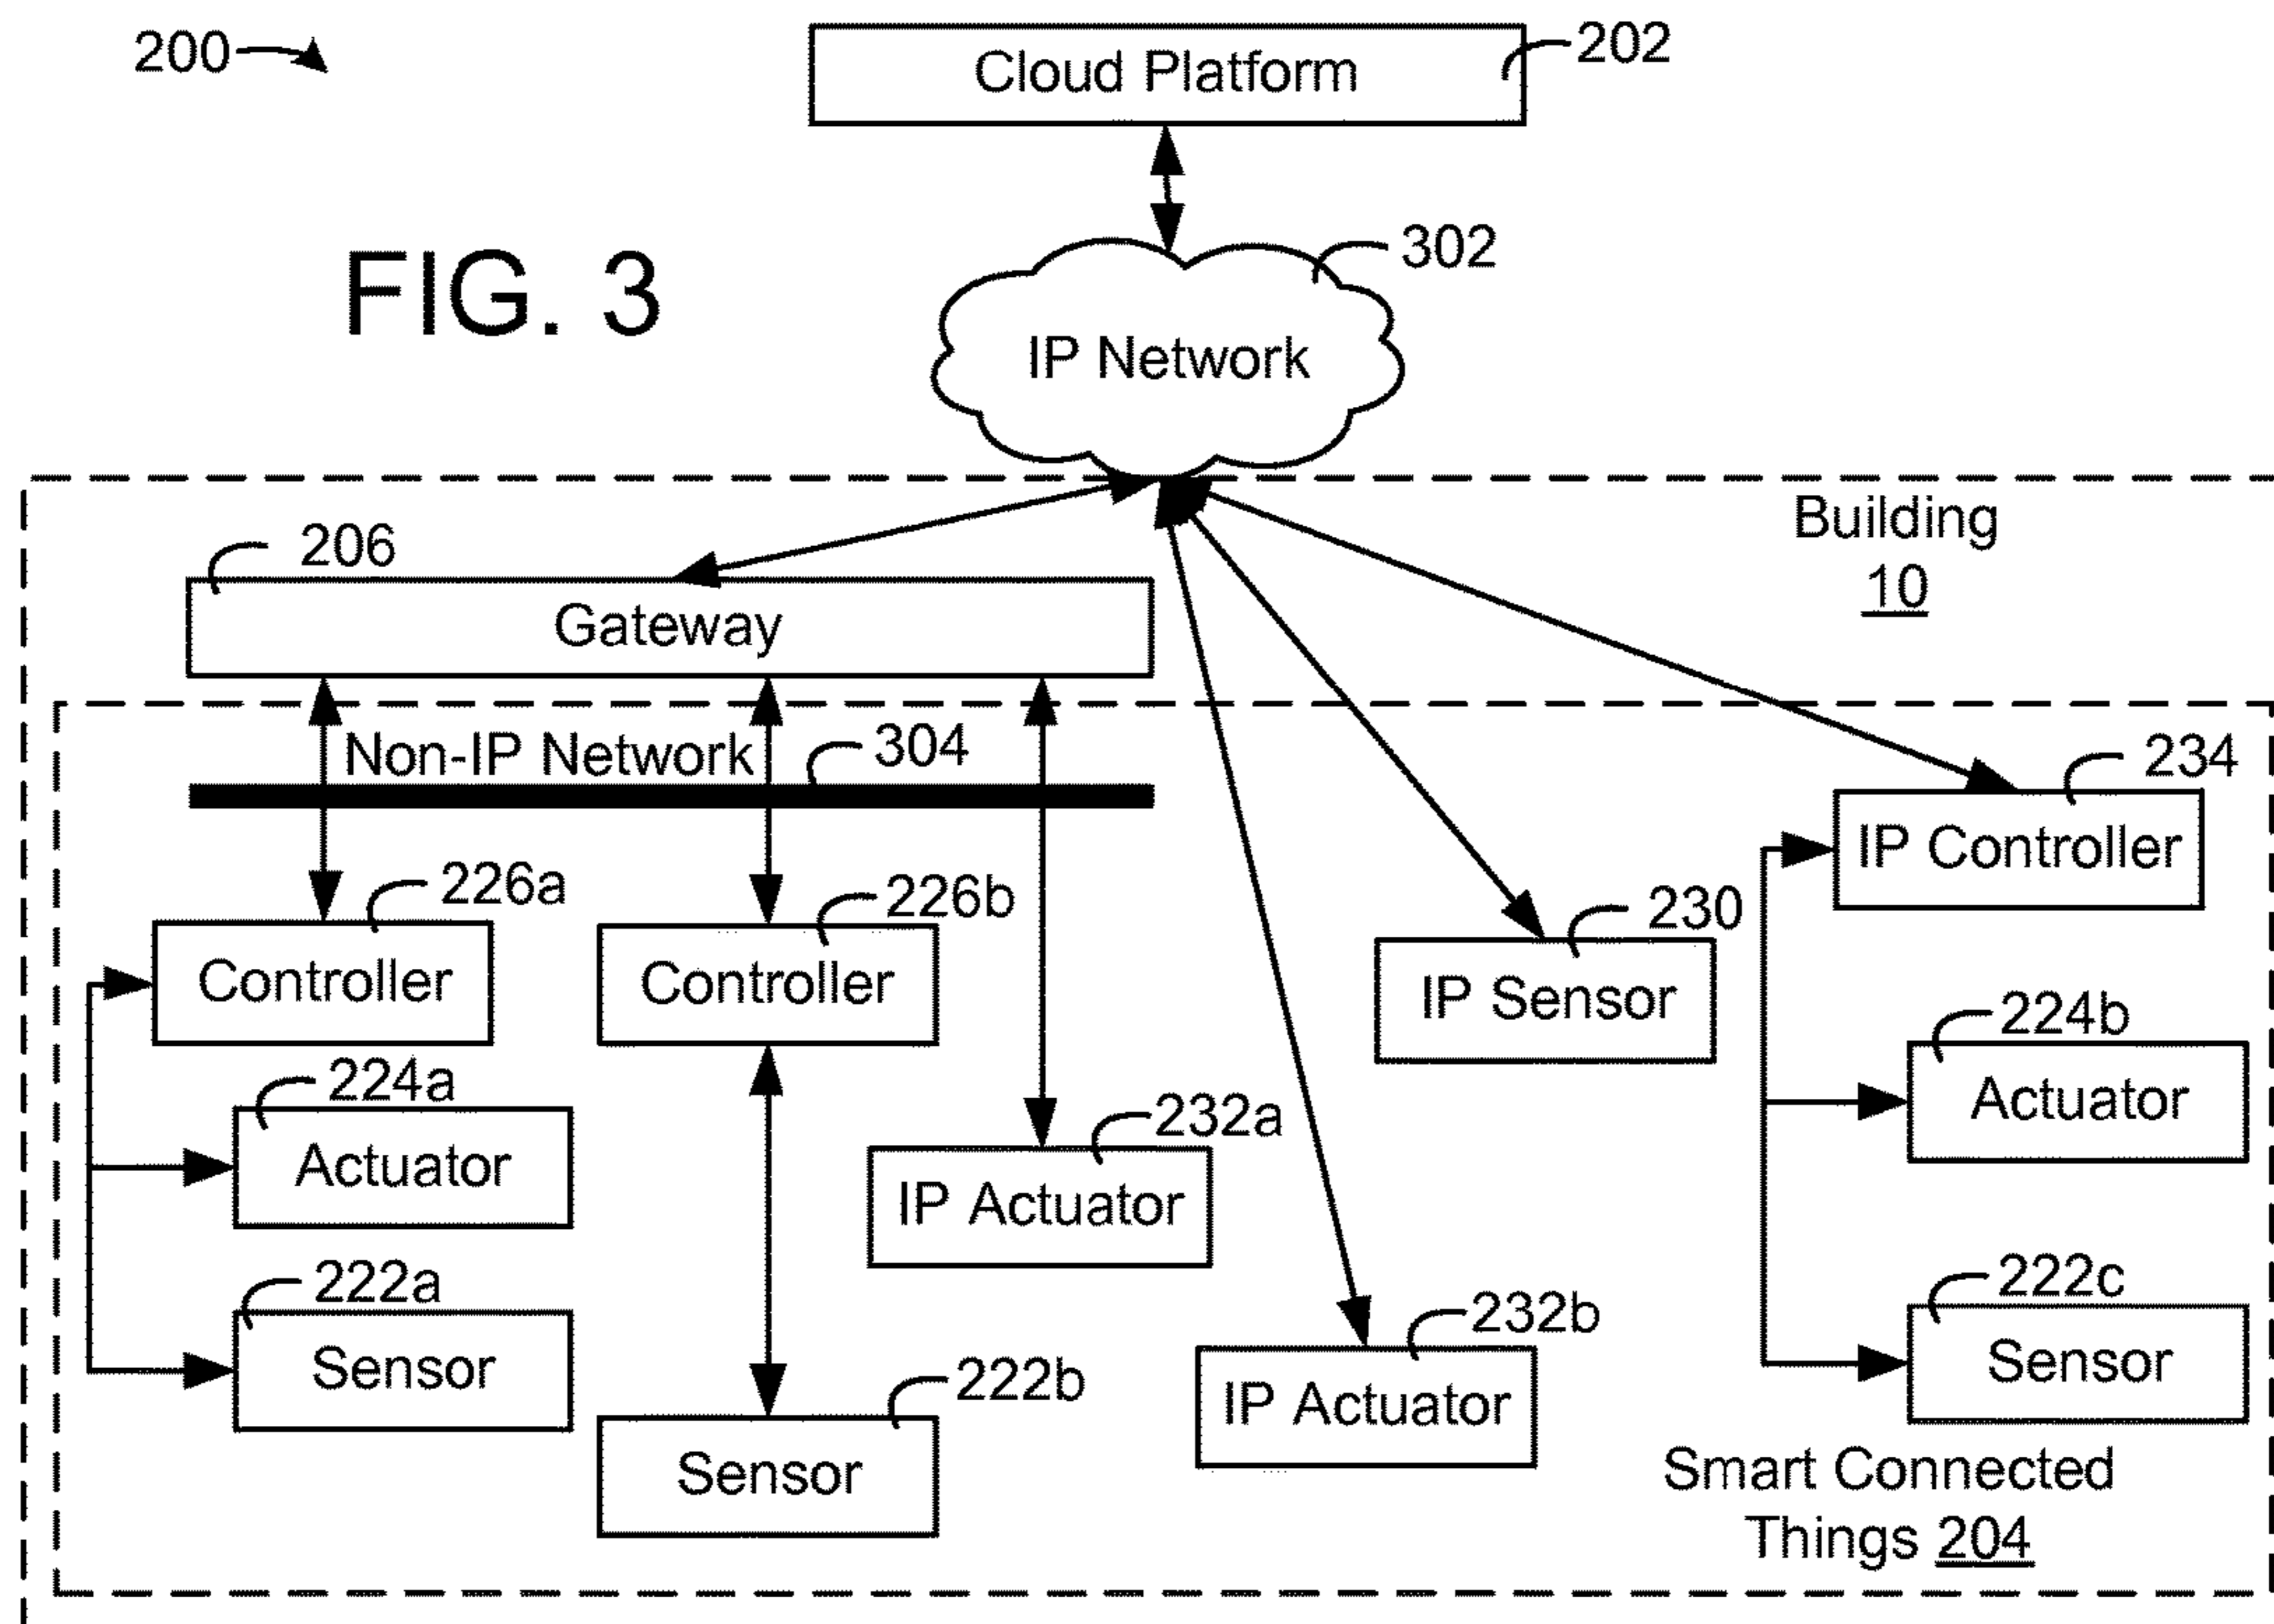 200
Cloud Platform
202
FIG. 3
302
IP Network
Building
10
206
Gateway
Non-IP Network
304
234
IP Controller
226a
Controller
226b
Controller
230
IP Sensor
224b
Actuator
224a
Actuator
232a
IP Actuator
222a
Sensor
222c
Sensor
232b
IP Actuator
222b
Sensor
Smart Connected
Things 204